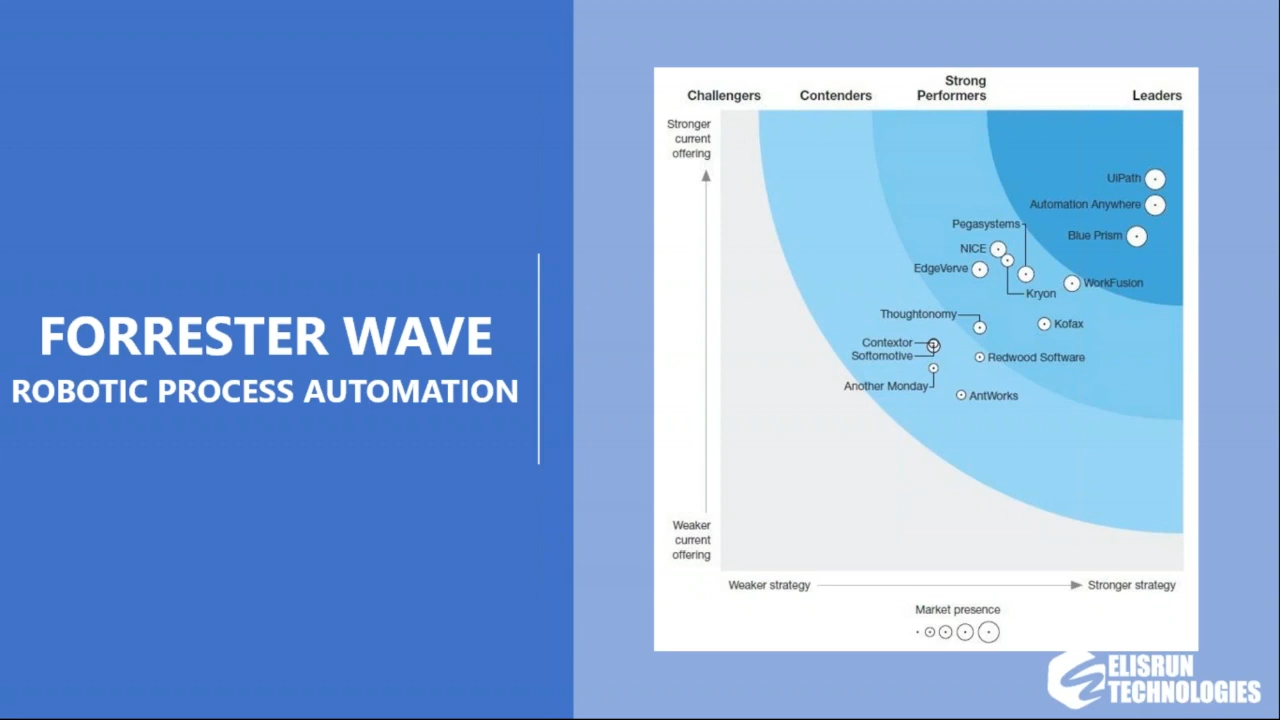 FORRESTER WAVE
ROBOTIC PROCESS AUTOMATION
Challengers
Contenders
Strong
Performers
Leaders
Stronger
current
offering
UiPath
Automation Anywhere
Pegasystems
Blue Prism
NICE
EdgeVerve
WorkFusion
Kryon
Thoughtonomy
Kofax
Contextor
Softomotive
Redwood Software
Another Monday
AntWorks
Weaker
current
offering
Weaker strategy
Stronger strategy
Market presence
ELISRUN
TECHNOLOGIES